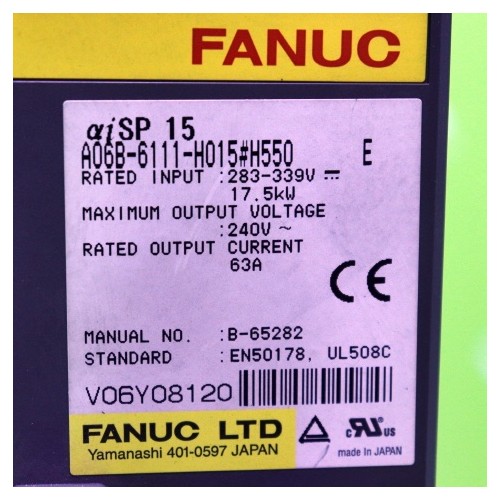 FANUC
αiSP 15
A06B-6111-H015#H550 E
RATED INPUT :283-339V ⎓
17.5kW
MAXIMUM OUTPUT VOLTAGE
:240V ~
RATED OUTPUT CURRENT
63A
CE
MANUAL NO. :B-65282
STANDARD :EN50178, UL508C
V06Y08120
FANUC LTD
Yamanashi 401-0597 JAPAN
c RU us
made in JAPAN